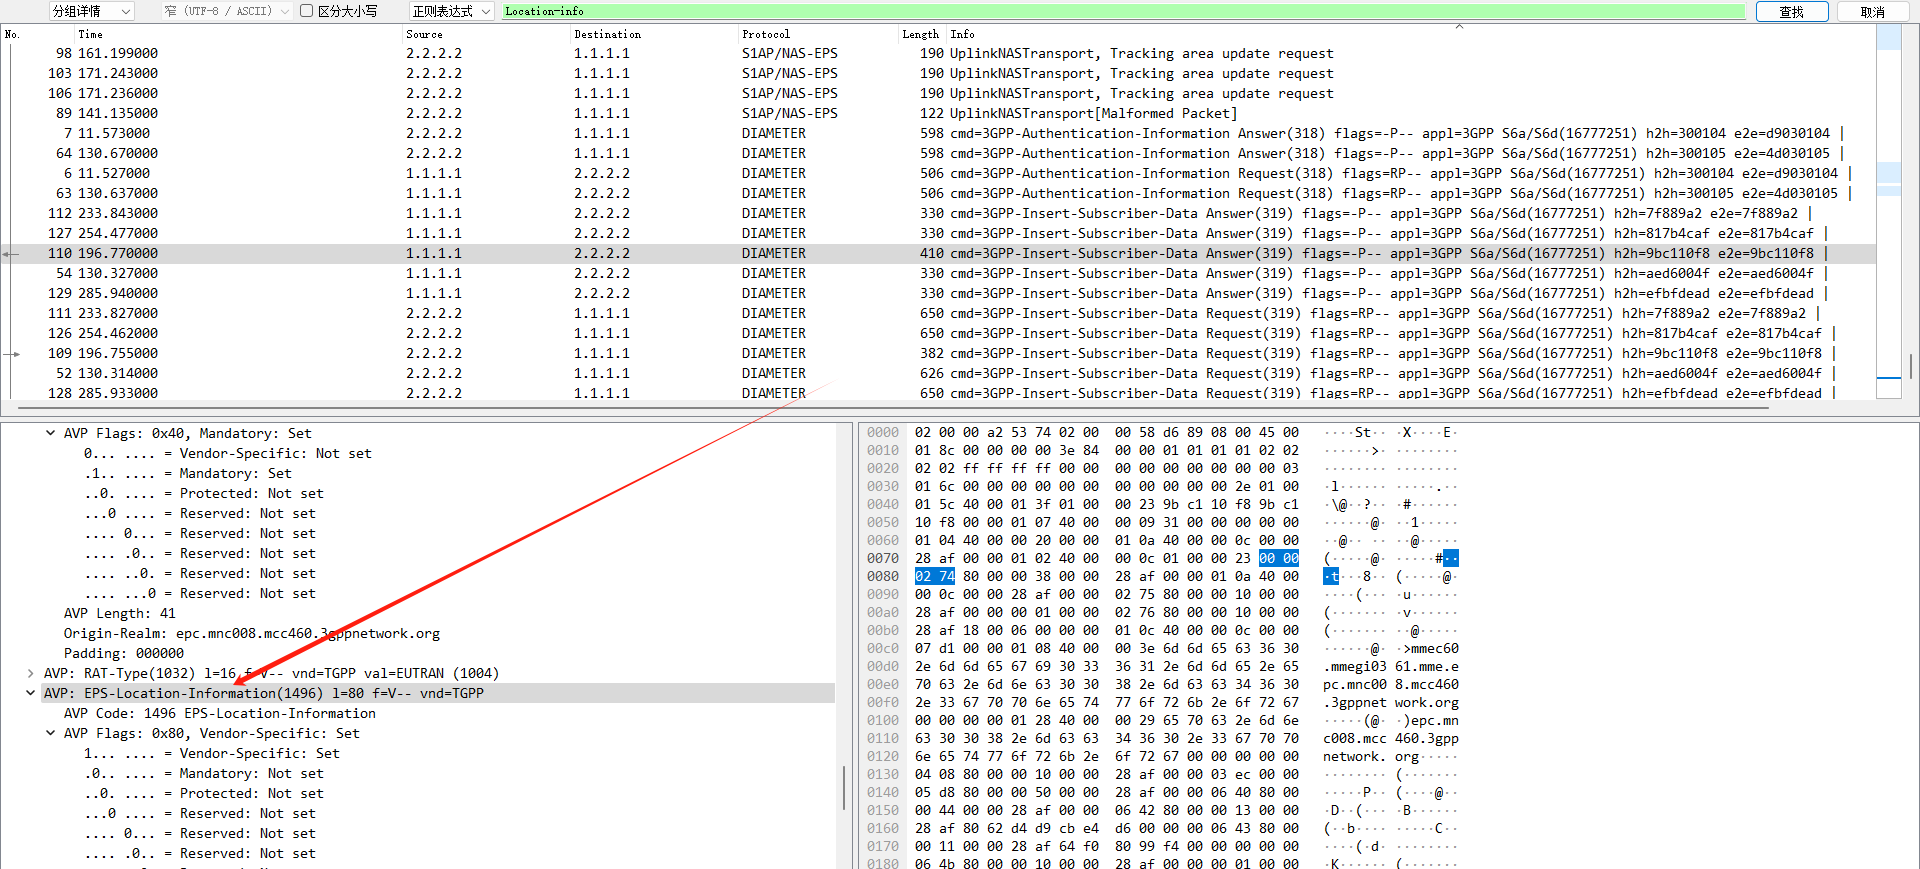 分组详情 窄 (UTF-8 / ASCII) 区分大小写 正则表达式 Location-info 查找 取消
No. Time Source Destination Protocol Length Info
98 161.199000 2.2.2.2 1.1.1.1 S1AP/NAS-EPS 190 UplinkNASTransport, Tracking area update request
103 171.243000 2.2.2.2 1.1.1.1 S1AP/NAS-EPS 190 UplinkNASTransport, Tracking area update request
106 171.236000 2.2.2.2 1.1.1.1 S1AP/NAS-EPS 190 UplinkNASTransport, Tracking area update request
89 141.135000 2.2.2.2 1.1.1.1 S1AP/NAS-EPS 122 UplinkNASTransport[Malformed Packet]
7 11.573000 2.2.2.2 1.1.1.1 DIAMETER 598 cmd=3GPP-Authentication-Information Answer(318) flags=-P-- appl=3GPP S6a/S6d(16777251) h2h=300104 e2e=d9030104 |
64 130.670000 2.2.2.2 1.1.1.1 DIAMETER 598 cmd=3GPP-Authentication-Information Answer(318) flags=-P-- appl=3GPP S6a/S6d(16777251) h2h=300105 e2e=4d030105 |
6 11.527000 1.1.1.1 2.2.2.2 DIAMETER 506 cmd=3GPP-Authentication-Information Request(318) flags=RP-- appl=3GPP S6a/S6d(16777251) h2h=300104 e2e=d9030104 |
63 130.637000 1.1.1.1 2.2.2.2 DIAMETER 506 cmd=3GPP-Authentication-Information Request(318) flags=RP-- appl=3GPP S6a/S6d(16777251) h2h=300105 e2e=4d030105 |
112 233.843000 1.1.1.1 2.2.2.2 DIAMETER 330 cmd=3GPP-Insert-Subscriber-Data Answer(319) flags=-P-- appl=3GPP S6a/S6d(16777251) h2h=7f889a2 e2e=7f889a2 |
127 254.477000 1.1.1.1 2.2.2.2 DIAMETER 330 cmd=3GPP-Insert-Subscriber-Data Answer(319) flags=-P-- appl=3GPP S6a/S6d(16777251) h2h=817b4caf e2e=817b4caf |
110 196.770000 1.1.1.1 2.2.2.2 DIAMETER 410 cmd=3GPP-Insert-Subscriber-Data Answer(319) flags=-P-- appl=3GPP S6a/S6d(16777251) h2h=9bc110f8 e2e=9bc110f8 |
54 130.327000 1.1.1.1 2.2.2.2 DIAMETER 330 cmd=3GPP-Insert-Subscriber-Data Answer(319) flags=-P-- appl=3GPP S6a/S6d(16777251) h2h=aed6004f e2e=aed6004f |
129 285.940000 1.1.1.1 2.2.2.2 DIAMETER 330 cmd=3GPP-Insert-Subscriber-Data Answer(319) flags=-P-- appl=3GPP S6a/S6d(16777251) h2h=efbfdead e2e=efbfdead |
111 233.827000 2.2.2.2 1.1.1.1 DIAMETER 650 cmd=3GPP-Insert-Subscriber-Data Request(319) flags=RP-- appl=3GPP S6a/S6d(16777251) h2h=7f889a2 e2e=7f889a2 |
126 254.462000 2.2.2.2 1.1.1.1 DIAMETER 650 cmd=3GPP-Insert-Subscriber-Data Request(319) flags=RP-- appl=3GPP S6a/S6d(16777251) h2h=817b4caf e2e=817b4caf |
109 196.755000 2.2.2.2 1.1.1.1 DIAMETER 382 cmd=3GPP-Insert-Subscriber-Data Request(319) flags=RP-- appl=3GPP S6a/S6d(16777251) h2h=9bc110f8 e2e=9bc110f8 |
52 130.314000 2.2.2.2 1.1.1.1 DIAMETER 626 cmd=3GPP-Insert-Subscriber-Data Request(319) flags=RP-- appl=3GPP S6a/S6d(16777251) h2h=aed6004f e2e=aed6004f |
128 285.933000 2.2.2.2 1.1.1.1 DIAMETER 650 cmd=3GPP-Insert-Subscriber-Data Request(319) flags=RP-- appl=3GPP S6a/S6d(16777251) h2h=efbfdead e2e=efbfdead |
AVP Flags: 0x40, Mandatory: Set
0... .... = Vendor-Specific: Not set
.1.. .... = Mandatory: Set
..0. .... = Protected: Not set
...0 .... = Reserved: Not set
.... 0... = Reserved: Not set
.... .0.. = Reserved: Not set
.... ..0. = Reserved: Not set
.... ...0 = Reserved: Not set
AVP Length: 41
Origin-Realm: epc.mnc008.mcc460.3gppnetwork.org
Padding: 000000
AVP: RAT-Type(1032) l=16 f=V-- vnd=TGPP val=EUTRAN (1004)
AVP: EPS-Location-Information(1496) l=80 f=V-- vnd=TGPP
AVP Code: 1496 EPS-Location-Information
AVP Flags: 0x80, Vendor-Specific: Set
1... .... = Vendor-Specific: Set
.0.. .... = Mandatory: Not set
..0. .... = Protected: Not set
...0 .... = Reserved: Not set
.... 0... = Reserved: Not set
.... .0.. = Reserved: Not set
0000 02 00 00 a2 53 74 02 00 00 58 d6 89 08 00 45 00 ····St·· ·X····E·
0010 01 8c 00 00 00 00 3e 84 00 00 01 01 01 01 02 02 ······>· ········
0020 02 02 ff ff ff ff 00 00 00 00 00 00 00 00 00 03 ········ ········
0030 01 6c 00 00 00 00 00 00 00 00 00 00 00 2e 01 00 ·l······ ·····.··
0040 01 5c 40 00 01 3f 01 00 00 23 9b c1 10 f8 9b c1 ·\@··?·· ·#······
0050 10 f8 00 00 01 07 40 00 00 09 31 00 00 00 00 00 ······@· ··1·····
0060 01 04 40 00 00 20 00 00 01 0a 40 00 00 0c 00 00 ··@·· ·· ··@·····
0070 28 af 00 00 01 02 40 00 00 0c 01 00 00 23 00 00 (·····@· ·····#··
0080 02 74 80 00 00 38 00 00 28 af 00 00 01 0a 40 00 ·t···8·· (·····@·
0090 00 0c 00 00 28 af 00 00 02 75 80 00 00 10 00 00 ····(··· ·u······
00a0 28 af 00 00 00 01 00 00 02 76 80 00 00 10 00 00 (······· ·v······
00b0 28 af 18 00 06 00 00 00 01 0c 40 00 00 0c 00 00 (······· ··@·····
00c0 07 d1 00 00 01 08 40 00 00 3e 6d 6d 65 63 36 30 ······@· ·>mmec60
00d0 2e 6d 6d 65 67 69 30 33 36 31 2e 6d 6d 65 2e 65 .mmegi03 61.mme.e
00e0 70 63 2e 6d 6e 63 30 30 38 2e 6d 63 63 34 36 30 pc.mnc00 8.mcc460
00f0 2e 33 67 70 70 6e 65 74 77 6f 72 6b 2e 6f 72 67 .3gppnet work.org
0100 00 00 00 00 01 28 40 00 00 29 65 70 63 2e 6d 6e ·····(@· ·)epc.mn
0110 63 30 30 38 2e 6d 63 63 34 36 30 2e 33 67 70 70 c008.mcc 460.3gpp
0120 6e 65 74 77 6f 72 6b 2e 6f 72 67 00 00 00 00 00 network. org·····
0130 04 08 80 00 00 10 00 00 28 af 00 00 03 ec 00 00 ········ (·······
0140 05 d8 80 00 00 50 00 00 28 af 00 00 06 40 80 00 ·····P·· (····@··
0150 00 44 00 00 28 af 00 00 06 42 80 00 00 13 00 00 ·D··(··· ·B······
0160 28 af 80 62 d4 d9 cb e4 d6 00 00 00 06 43 80 00 (··b···· ·····C··
0170 00 11 00 00 28 af 64 f0 80 99 f4 00 00 00 00 00 ····(·d· ········
0180 06 4b 80 00 00 10 00 00 28 af 00 00 00 01 00 00 ·K······ (·······